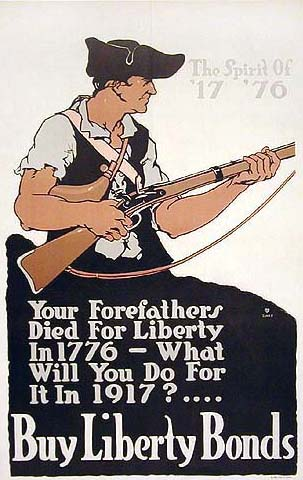 The Spirit Of
'17 '76
Your Forefathers
Died For Liberty
In 1776 — What
Will You Do For
It In 1917?....
Buy Liberty Bonds